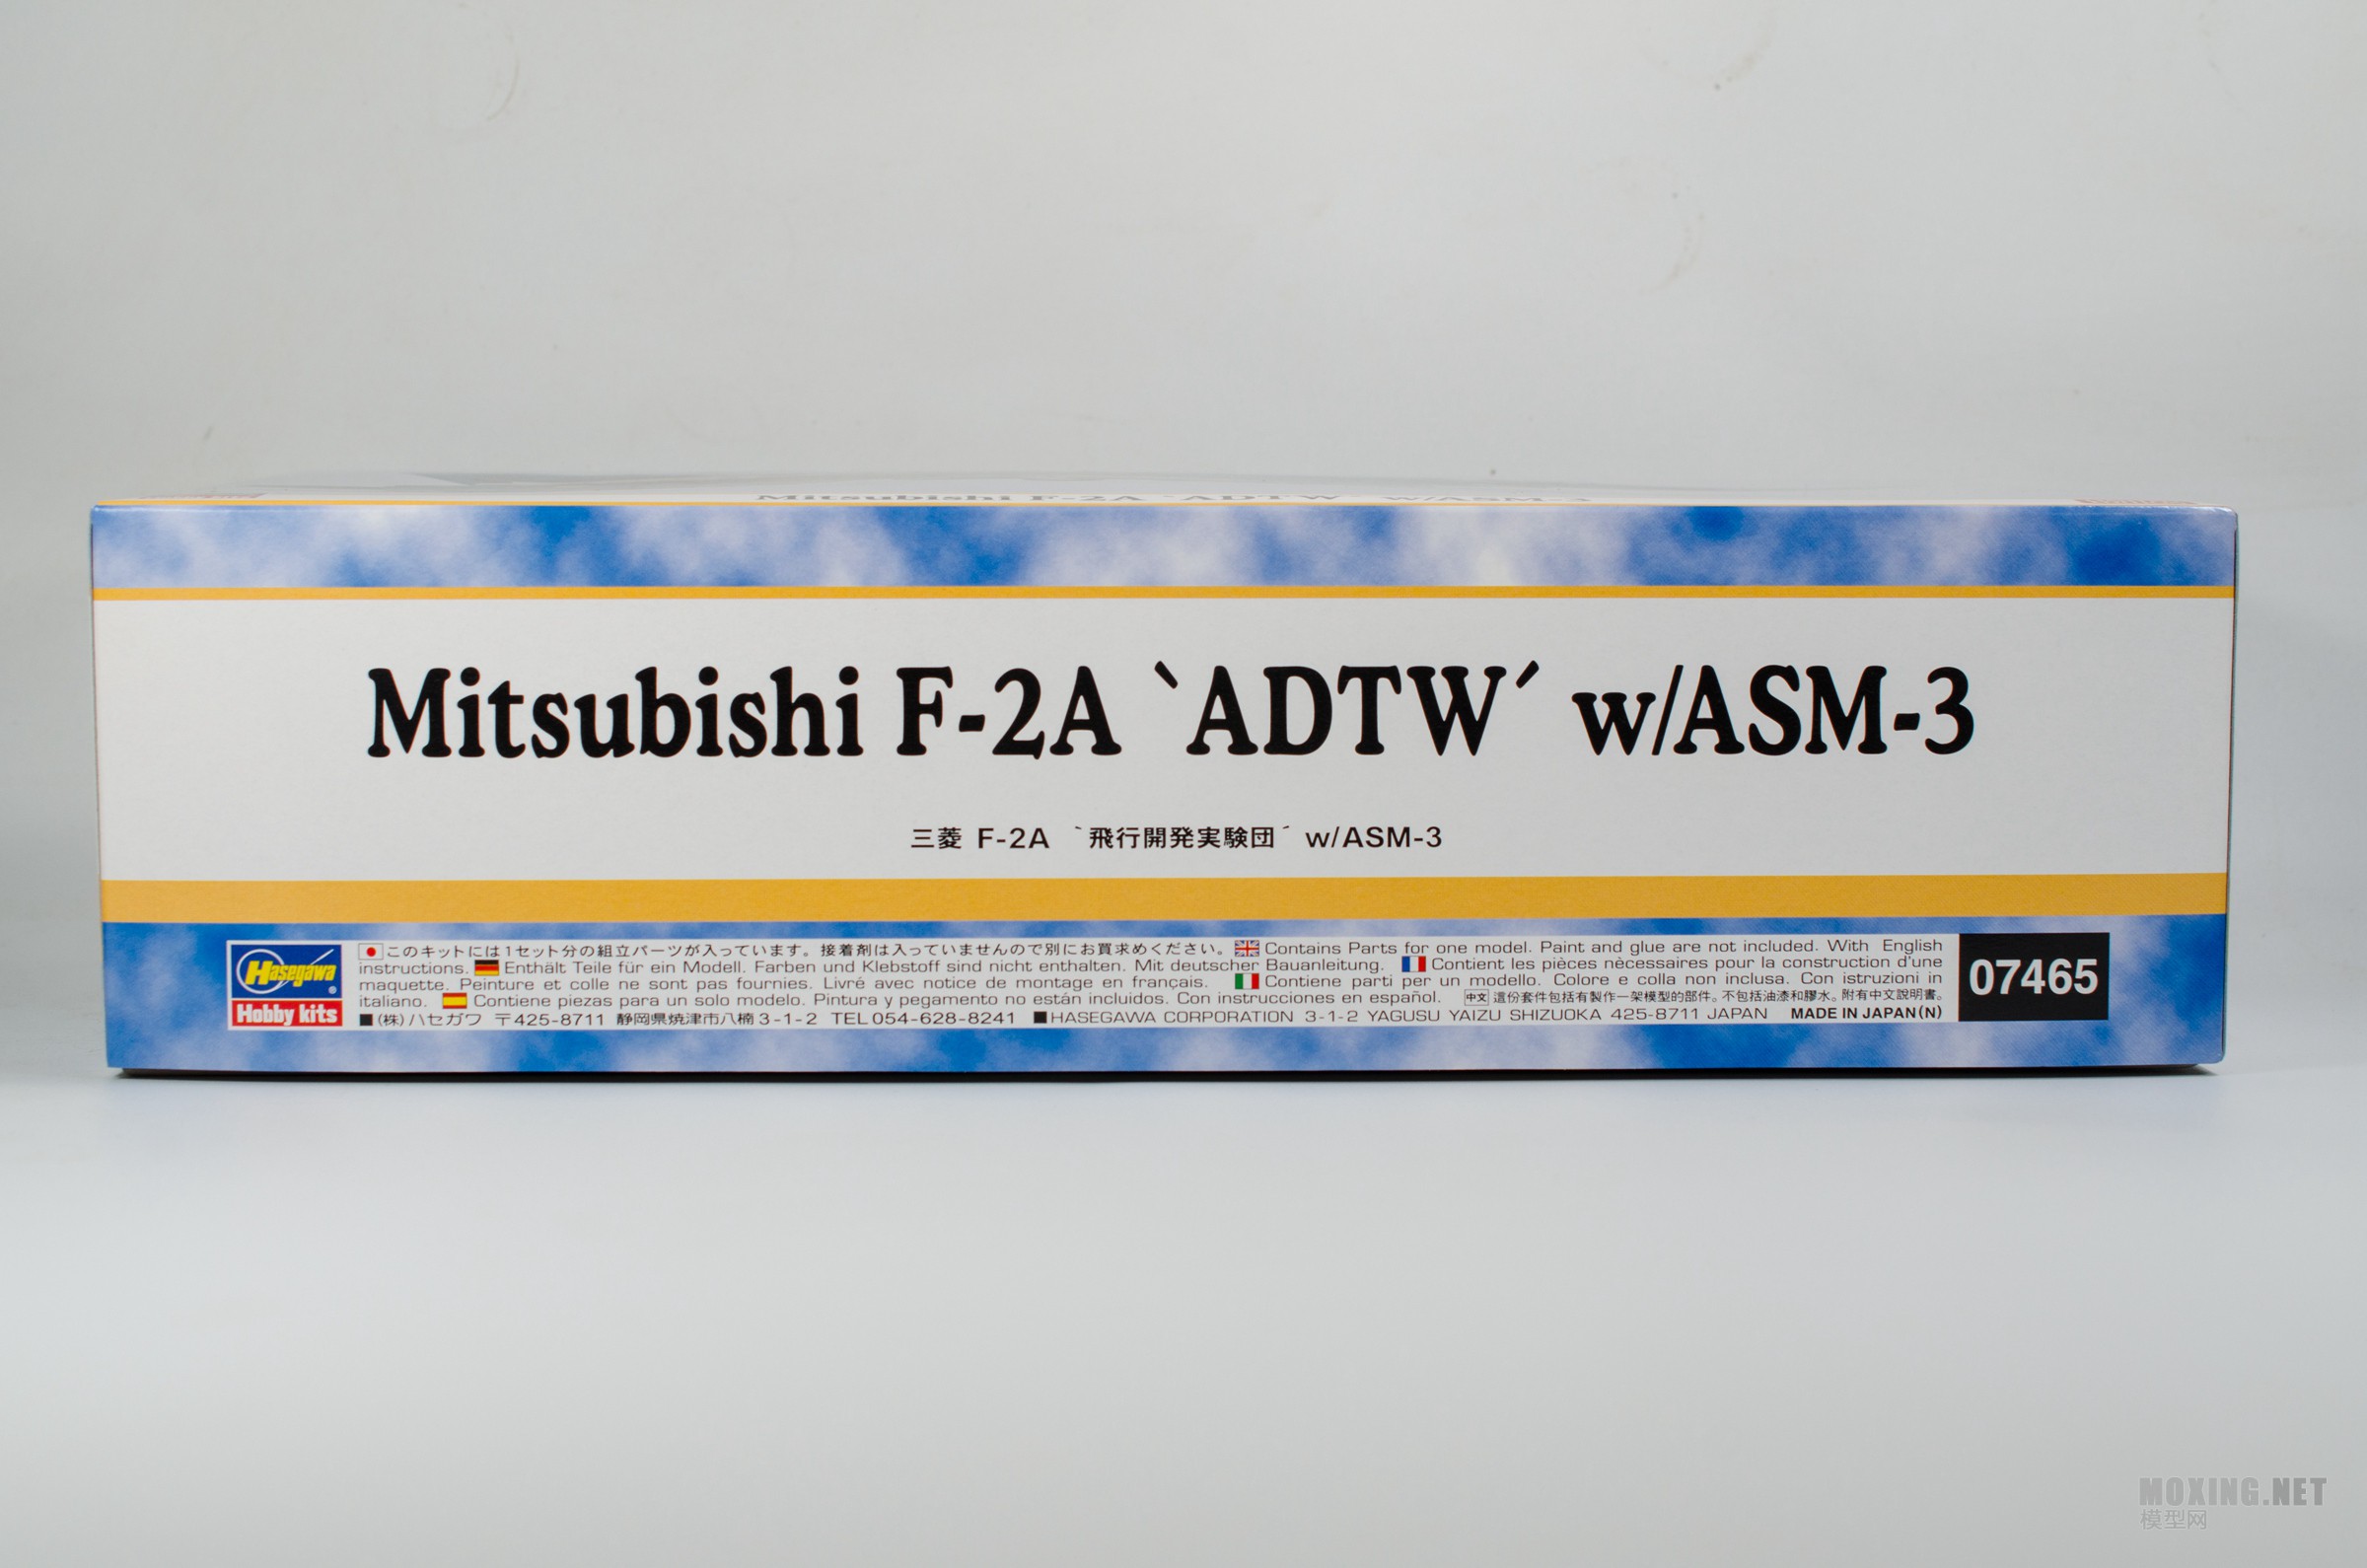 Mitsubishi F-2A `ADTW´ w/ASM-3
Mitsubishi F-2A `ADTW´ w/ASM-3
三菱 F-2A `飛行開発実験団´ w/ASM-3
Hasegawa
Hobby kits
このキットには1セット分の組立パーツが入っています。接着剤は入っていませんので別にお買求めください。 Contains Parts for one model. Paint and glue are not included. With English
instructions. Enthält Teile für ein Modell. Farben und Klebstoff sind nicht enthalten. Mit deutscher Bauanleitung. Contient les pièces nècessaires pour la construction d'une
maquette. Peinture et colle ne sont pas fournies. Livré avec notice de montage en français. Contiene parti per un modello. Colore e colla non inclusa. Con istruzioni in
italiano. Contiene piezas para un solo modelo. Pintura y pegamento no están incluidos. Con instrucciones en español. 中文 這份套件包括有製作一架模型的部件。不包括油漆和膠水。附有中文說明書。
■(株)ハセガワ 〒425-8711 静岡県焼津市八楠3-1-2 TEL 054-628-8241 ■HASEGAWA CORPORATION 3-1-2 YAGUSU YAIZU SHIZUOKA 425-8711 JAPAN MADE IN JAPAN(N)
07465
MOXING.NET
模型网